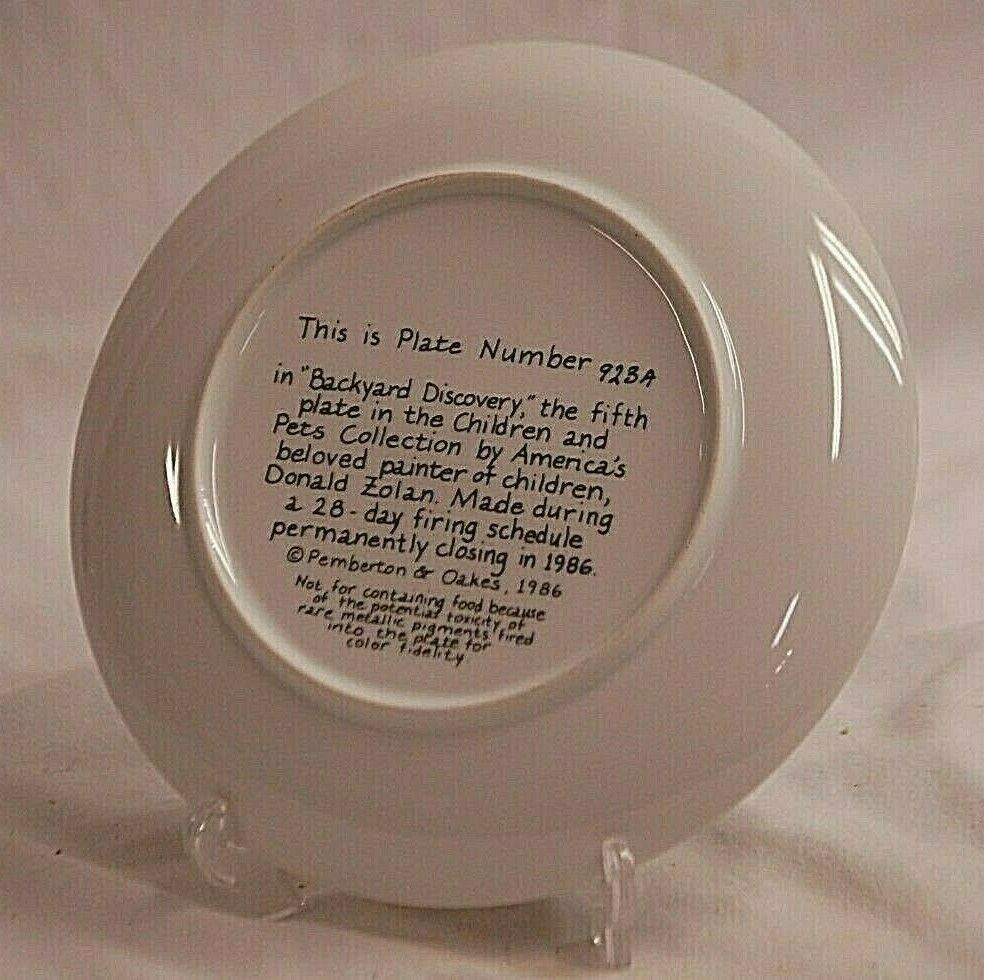 This is Plate Number 923A
in "Backyard Discovery," the fifth
plate in the Children and
Pets Collection by America's
beloved painter of children,
Donald Zolan. Made during
a 28-day firing schedule
permanently closing in 1986.
© Pemberton & Oakes, 1986
Not for containing food because
of the potential toxicity of
rare metallic pigments fired
into the plate for
color fidelity